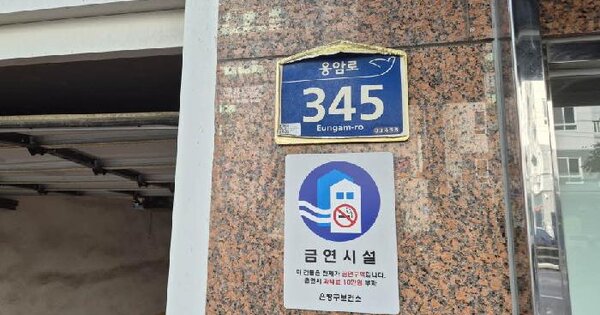 응암로
345
Eungam-ro
03458
금연시설
이 건물은 전체가 금연구역입니다.
흡연시 과태료 10만원 부과
은평구보건소